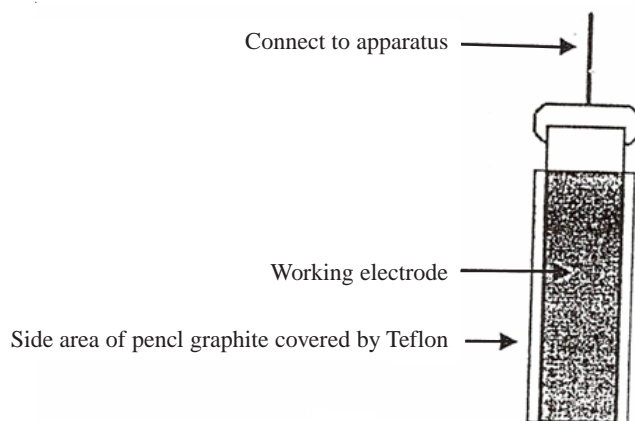 Connect to apparatus
Working electrode
Side area of pencl graphite covered by Teflon